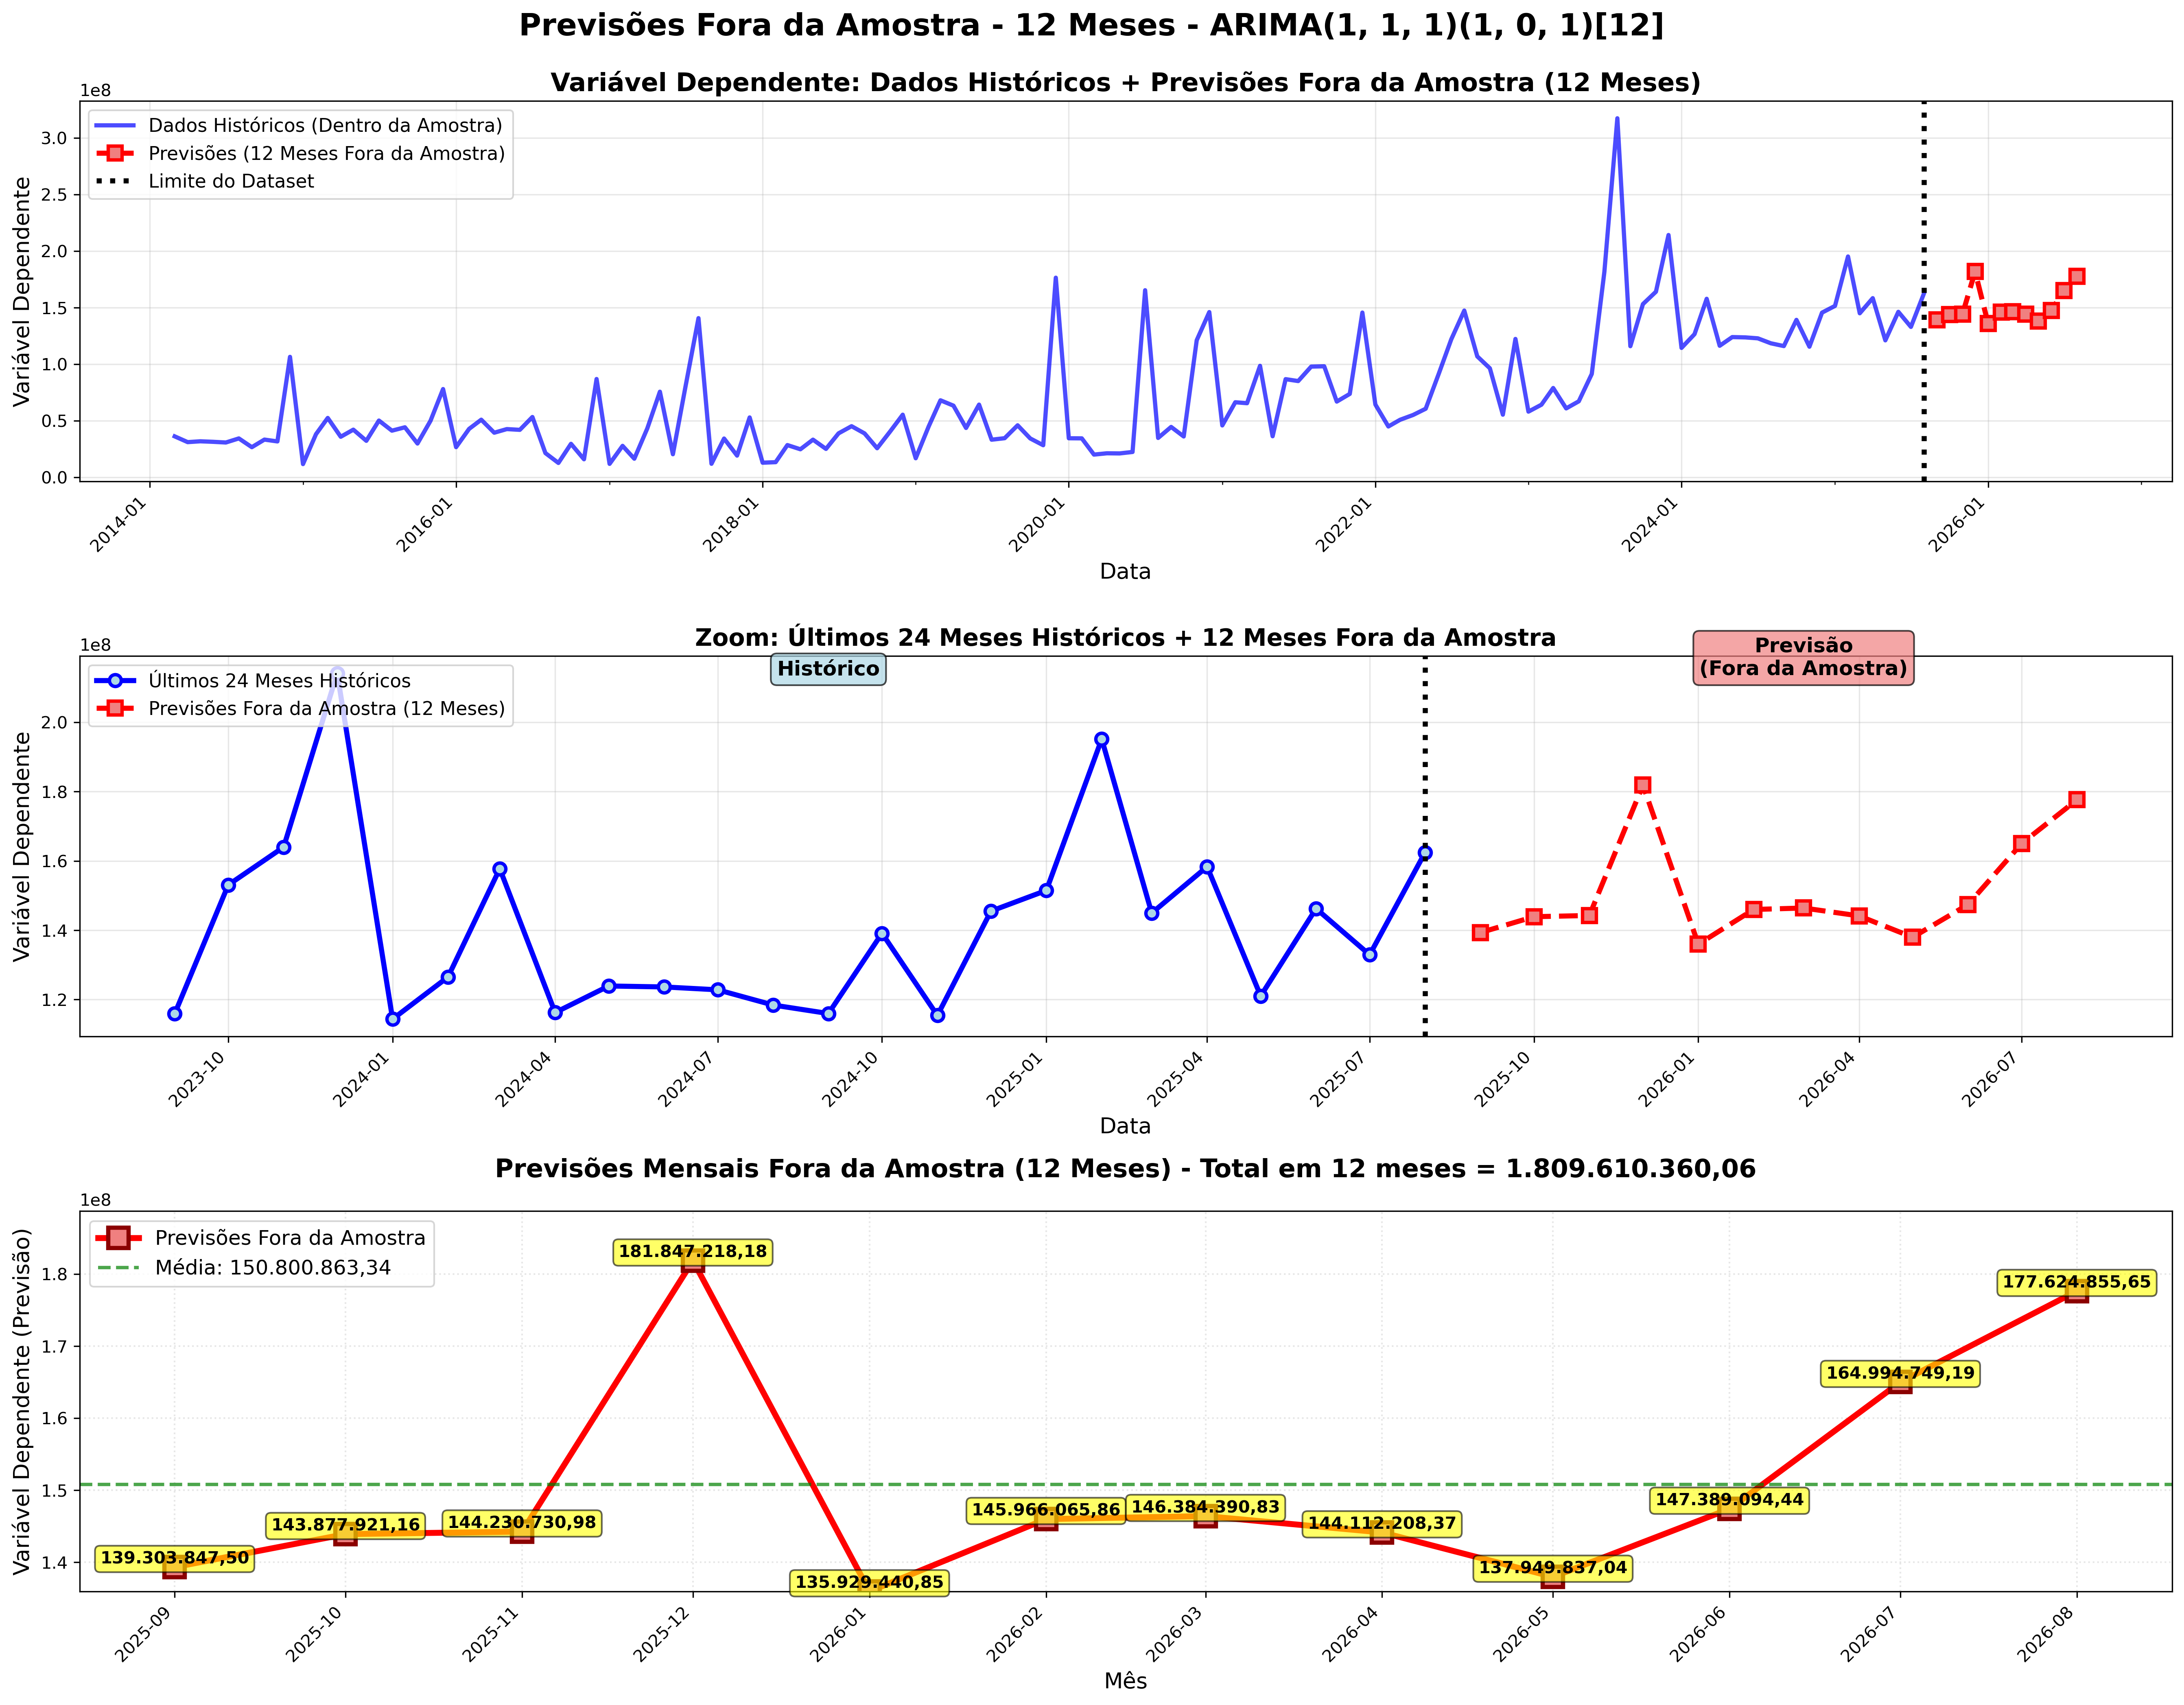 Previsões Fora da Amostra - 12 Meses - ARIMA(1, 1, 1)(1, 0, 1)[12]
Variável Dependente: Dados Históricos + Previsões Fora da Amostra (12 Meses)
1e8
Dados Históricos (Dentro da Amostra)
Previsões (12 Meses Fora da Amostra)
Limite do Dataset
Variável Dependente
3.0
2.5
2.0
1.5
1.0
0.5
0.0
2014-01
2016-01
2018-01
2020-01
2022-01
2024-01
2026-01
Data
Zoom: Últimos 24 Meses Históricos + 12 Meses Fora da Amostra
1e8
Últimos 24 Meses Históricos
Previsões Fora da Amostra (12 Meses)
Histórico
Previsão
(Fora da Amostra)
Variável Dependente
2.0
1.8
1.6
1.4
1.2
2023-10
2024-01
2024-04
2024-07
2024-10
2025-01
2025-04
2025-07
2025-10
2026-01
2026-04
2026-07
Data
Previsões Mensais Fora da Amostra (12 Meses) - Total em 12 meses = 1.809.610.360,06
1e8
Previsões Fora da Amostra
Média: 150.800.863,34
Variável Dependente (Previsão)
1.8
1.7
1.6
1.5
1.4
139.303.847,50
143.877.921,16
144.230.730,98
181.847.218,18
135.929.440,85
145.966.065,86
146.384.390,83
144.112.208,37
137.949.837,04
147.389.094,44
164.994.749,19
177.624.855,65
2025-09
2025-10
2025-11
2025-12
2026-01
2026-02
2026-03
2026-04
2026-05
2026-06
2026-07
2026-08
Mês